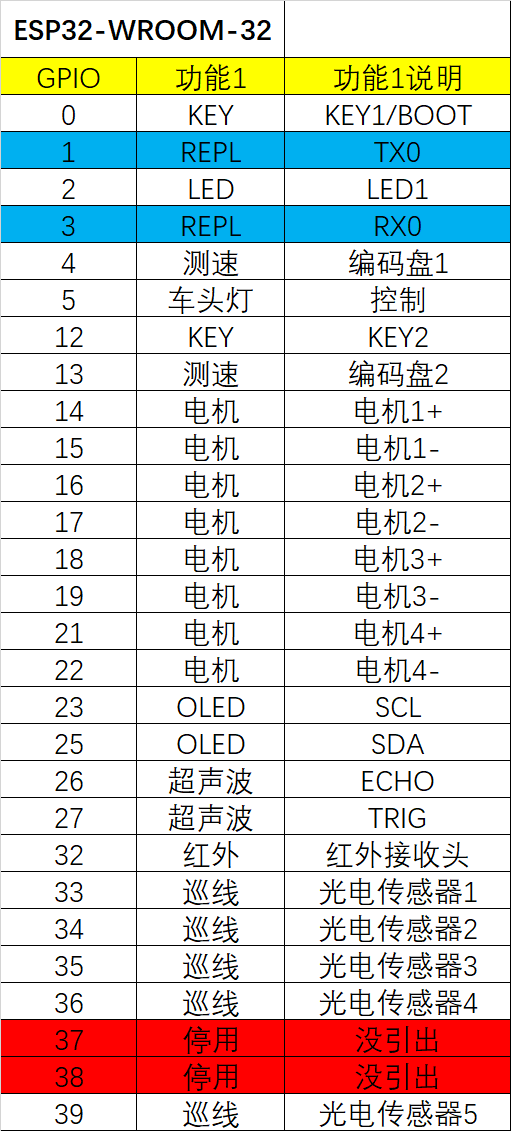 ESP32-WROOM-32
GPIO 功能1 功能1说明
0 KEY KEY1/BOOT
1 REPL TX0
2 LED LED1
3 REPL RX0
4 测速 编码盘1
5 车头灯 控制
12 KEY KEY2
13 测速 编码盘2
14 电机 电机1+
15 电机 电机1-
16 电机 电机2+
17 电机 电机2-
18 电机 电机3+
19 电机 电机3-
21 电机 电机4+
22 电机 电机4-
23 OLED SCL
25 OLED SDA
26 超声波 ECHO
27 超声波 TRIG
32 红外 红外接收头
33 巡线 光电传感器1
34 巡线 光电传感器2
35 巡线 光电传感器3
36 巡线 光电传感器4
37 停用 没引出
38 停用 没引出
39 巡线 光电传感器5